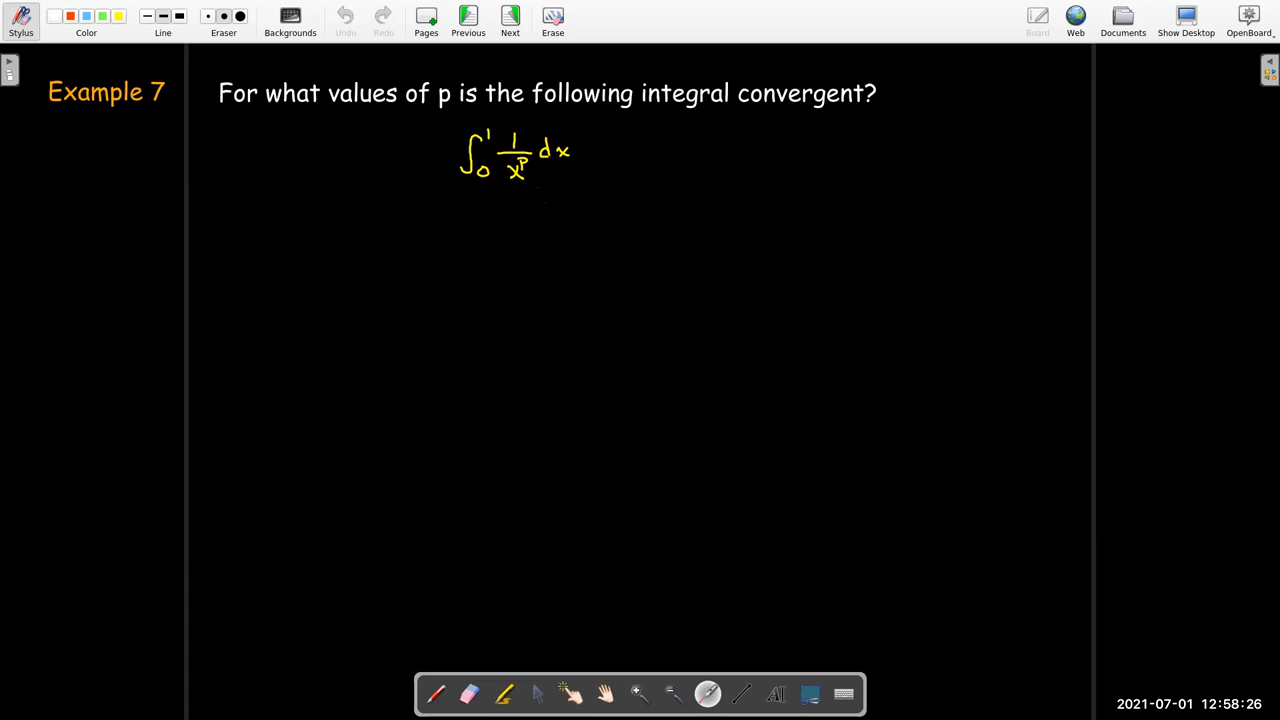 Stylus
Color
Line
Eraser
Backgrounds
Undo
Redo
Pages
Previous
Next
Erase
Board
Web
Documents
Show Desktop
OpenBoard
Example 7
For what values of p is the following integral convergent?
∫₀¹ 1/xᵖ dx
AI
2021-07-01 12:58:26